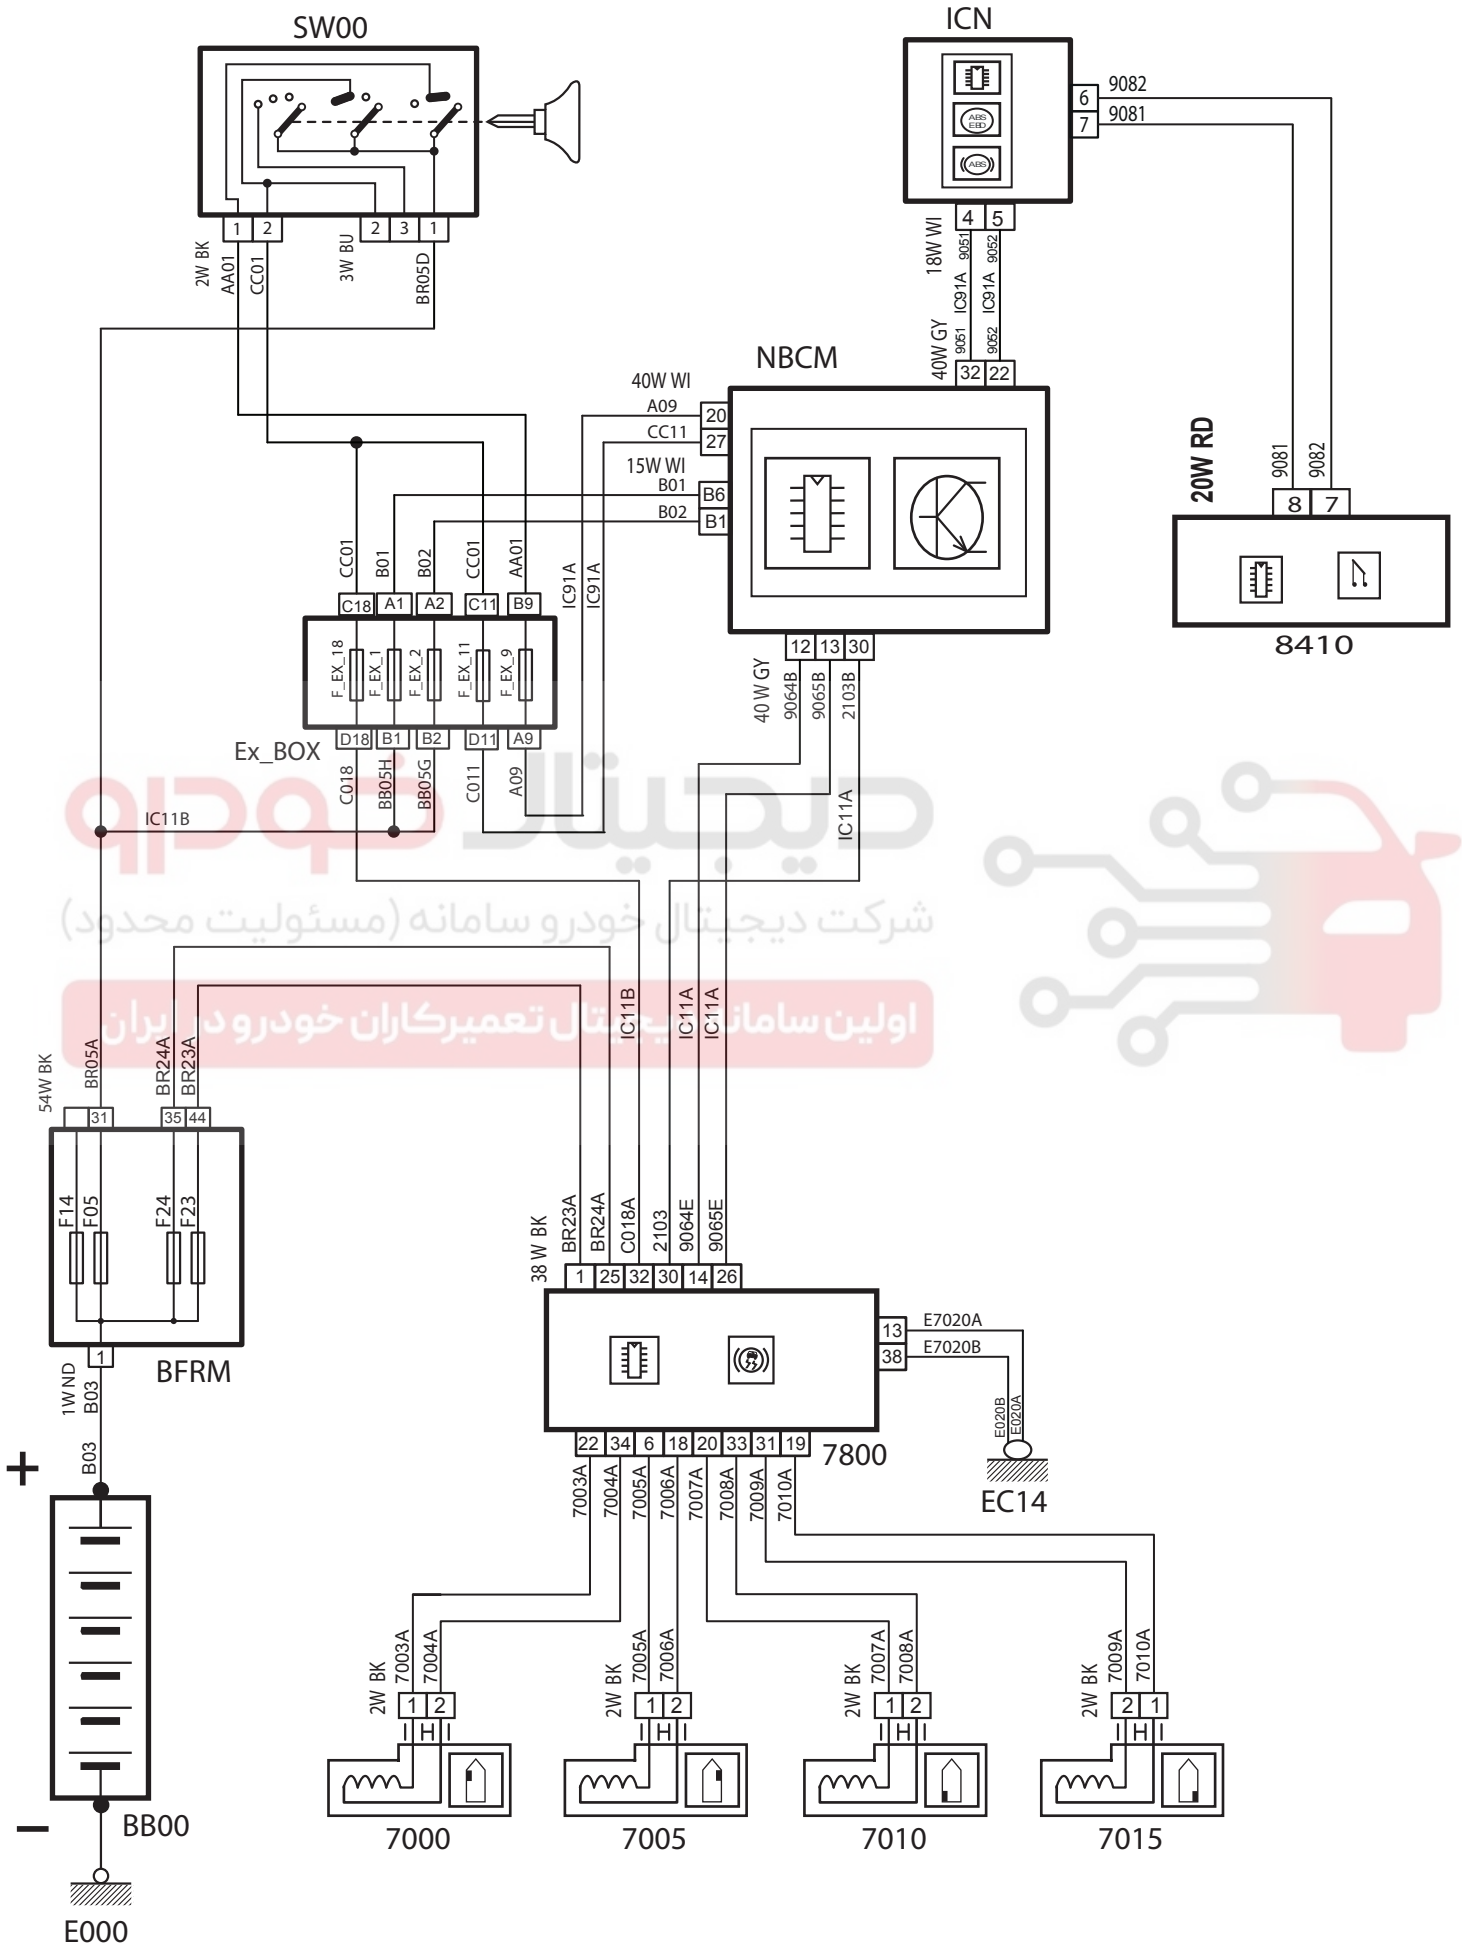 SW00
ICN
ABS
EBD
ABS
6
9082
7
9081
1
2
2
3
1
4
5
2W BK
AA01
CC01
3W BU
BR05D
18W WI
9051
9052
IC91A
IC91A
40W GY
9051
9052
32
22
NBCM
40W WI
A09
20
CC11
27
15W WI
B01
B6
B02
B1
20W RD
9081
9082
8
7
8410
CC01
B01
B02
CC01
AA01
IC91A
IC91A
C18
A1
A2
C11
B9
F_EX_18
F_EX_1
F_EX_2
F_EX_11
F_EX_9
12
13
30
40 W GY
9064B
9065B
2103B
D18
B1
B2
D11
A9
Ex_BOX
C018
BB05H
BB05G
C011
A09
دیجیتال خودرو
IC11B
IC11A
شرکت دیجیتال خودرو سامانه (مسئولیت محدود)
اولین سامانه دیجیتال تعمیرکاران خودرو در ایران
IC11B
IC11A
IC11A
54W BK
BR05A
BR24A
BR23A
31
35
44
F14
F05
F24
F23
1
BFRM
1W ND
B03
B03
38 W BK
BR23A
BR24A
C018A
2103
9064E
9065E
1
25
32
30
14
26
13
E7020A
38
E7020B
E020B
E020A
EC14
22
34
6
18
20
33
31
19
7800
7003A
7004A
7005A
7006A
7007A
7008A
7009A
7010A
+
2W BK
7003A
7004A
2W BK
7005A
7006A
2W BK
7007A
7008A
2W BK
7009A
7010A
1
2
1
2
1
2
2
1
H
H
H
H
7000
7005
7010
7015
BB00
–
E000